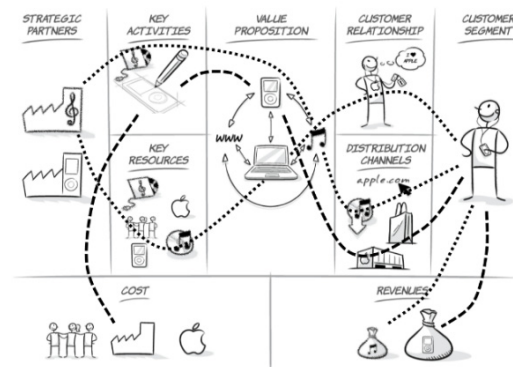 STRATEGIC PARTNERS
KEY ACTIVITIES
VALUE PROPOSITION
CUSTOMER RELATIONSHIP
CUSTOMER SEGMENT
I ♥ APPLE
www
KEY RESOURCES
DISTRIBUTION CHANNELS
apple.com
COST
REVENUES